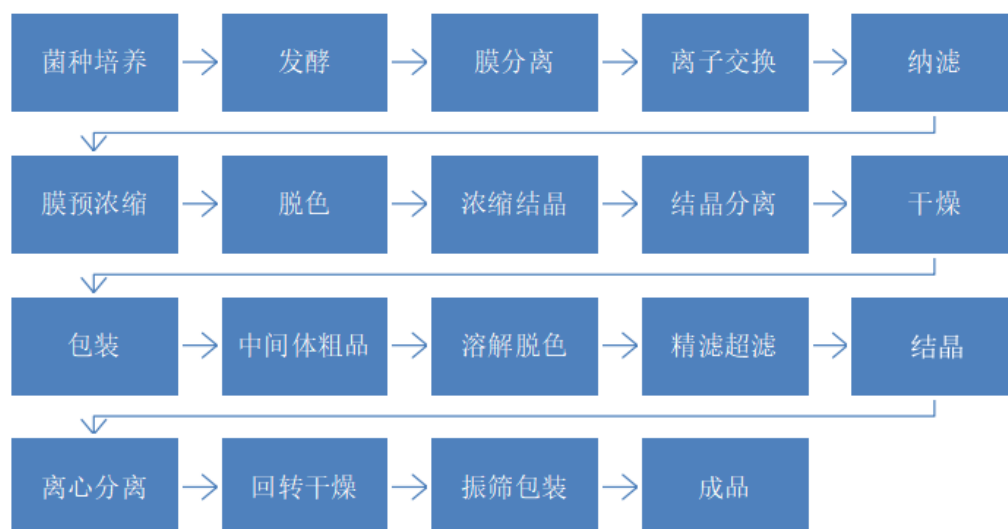 菌种培养
发酵
膜分离
离子交换
纳滤
膜预浓缩
脱色
浓缩结晶
结晶分离
干燥
包装
中间体粗品
溶解脱色
精滤超滤
结晶
离心分离
回转干燥
振筛包装
成品